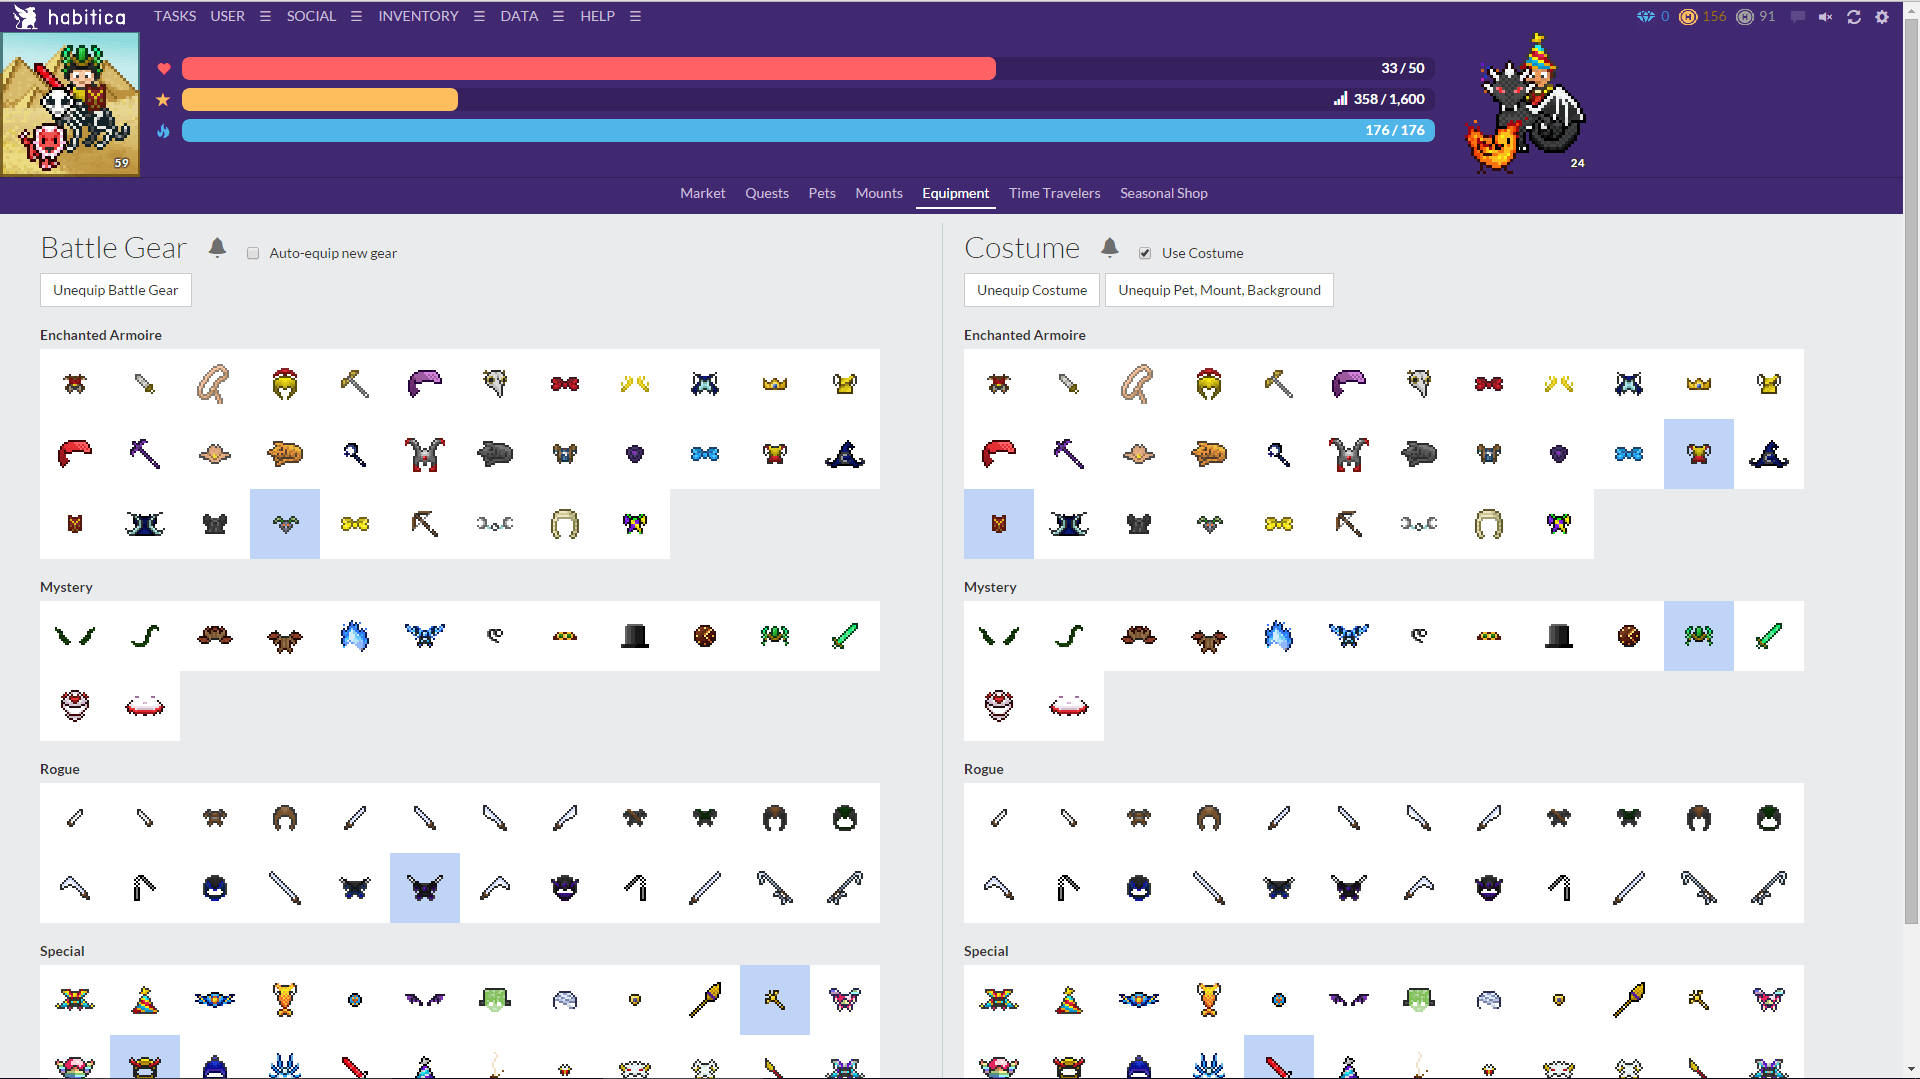 habitica TASKS USER SOCIAL INVENTORY DATA HELP 0 156 91
33 / 50
358 / 1,600
176 / 176
59
24
Market Quests Pets Mounts Equipment Time Travelers Seasonal Shop
Battle Gear Auto-equip new gear
Unequip Battle Gear
Enchanted Armoire
Mystery
Rogue
Special
Costume Use Costume
Unequip Costume Unequip Pet, Mount, Background
Enchanted Armoire
Mystery
Rogue
Special